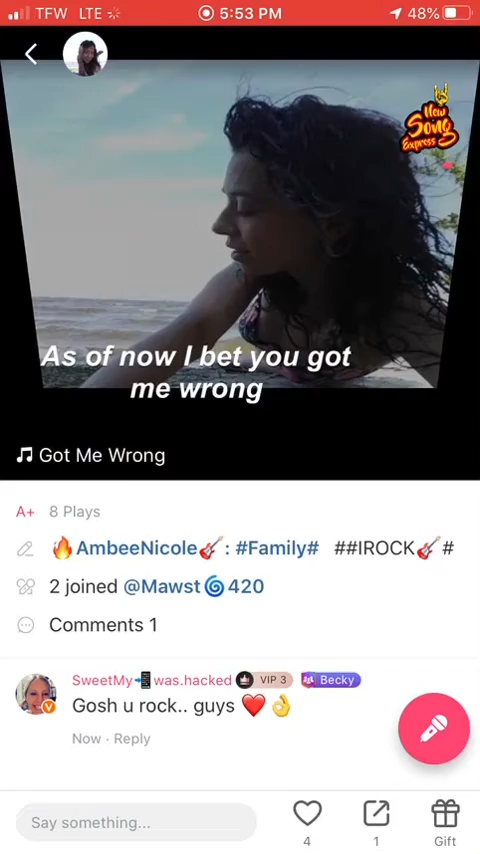 TFW LTE 5:53 PM 48%
New
Song
Express
As of now I bet you got
me wrong
Got Me Wrong
A+ 8 Plays
🔥AmbeeNicole🎸: #Family# ##IROCK🎸#
2 joined @Mawst🌀420
Comments 1
SweetMy📲was.hacked VIP 3 Becky
Gosh u rock.. guys ❤️👌
Now · Reply
Say something...
4 1 Gift